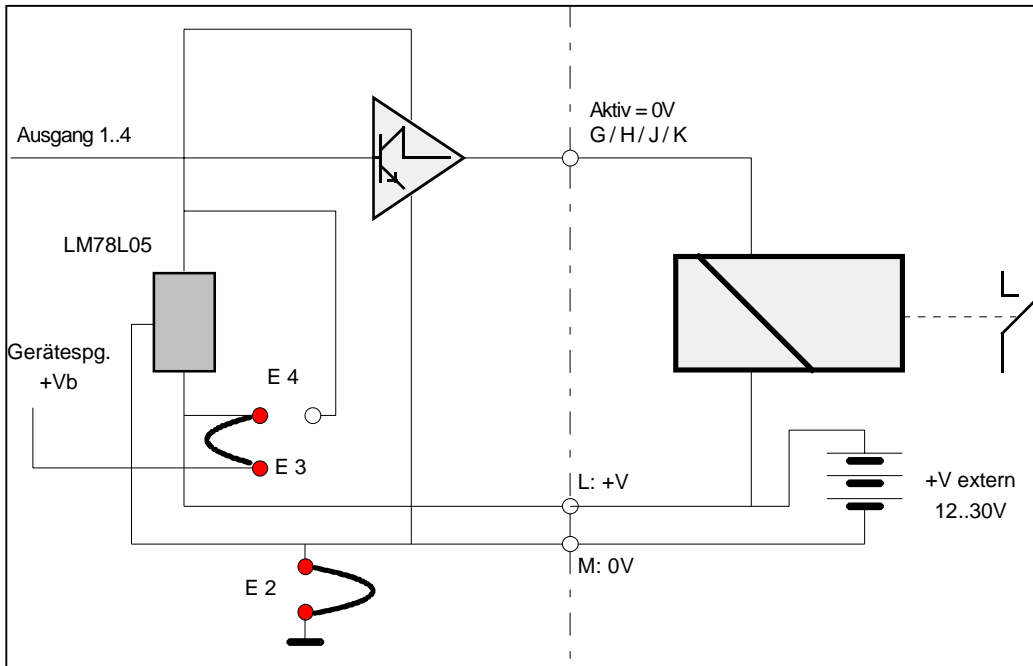 Aktiv = 0V
G / H / J / K
Ausgang 1..4
LM78L05
Gerätespg.
+Vb
E 4
E 3
L: +V
+V extern
12..30V
M: 0V
E 2